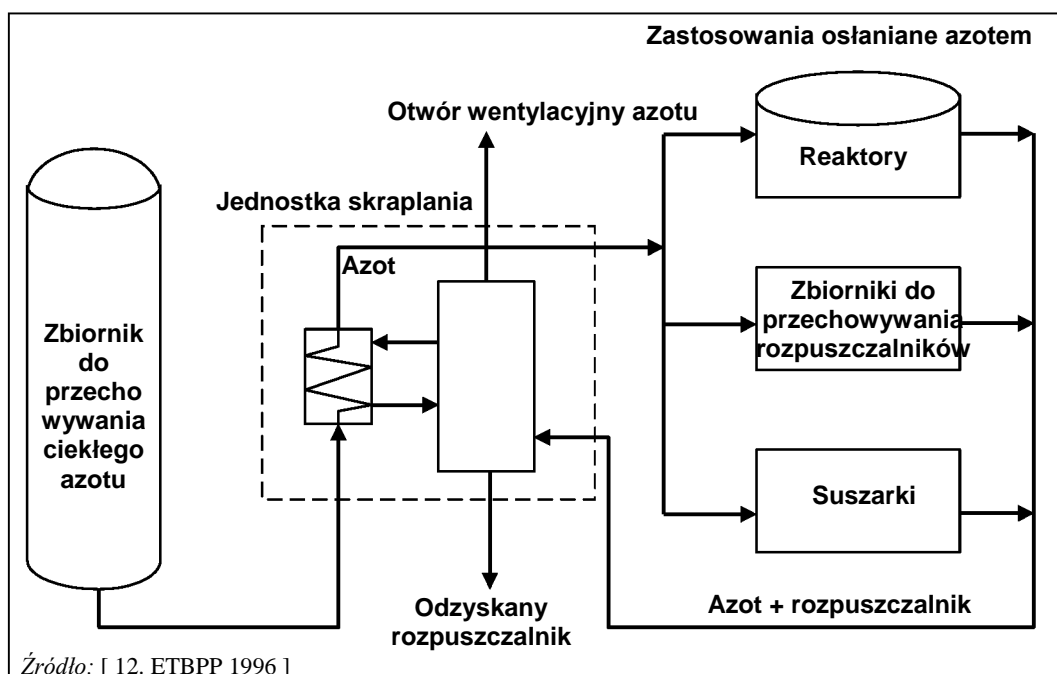 Zastosowania osłaniane azotem
Otwór wentylacyjny azotu
Reaktory
Jednostka skraplania
Azot
Zbiornik
do
przecho
wywania
ciekłego
azotu
Zbiorniki do
przechowywania
rozpuszczalników
Suszarki
Odzyskany
rozpuszczalnik
Azot + rozpuszczalnik
Źródło: [ 12. ETBPP 1996 ]